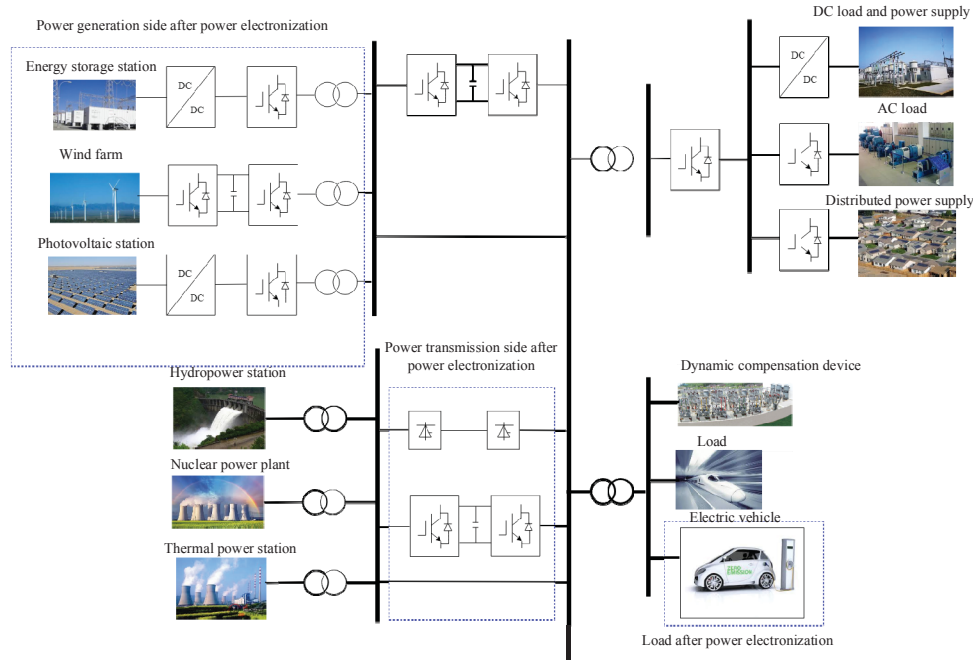 Power generation side after power electronization
Energy storage station
DC
DC
Wind farm
Photovoltaic station
DC
DC
DC load and power supply
DC
DC
AC load
Distributed power supply
Power transmission side after
power electronization
Hydropower station
Nuclear power plant
Thermal power station
Dynamic compensation device
Load
Electric vehicle
ZERO
EMISSION
Load after power electronization